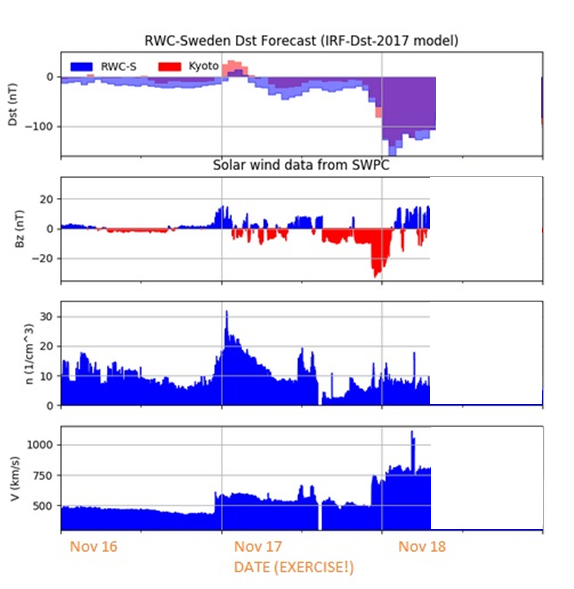 RWC-Sweden Dst Forecast (IRF-Dst-2017 model)
RWC-S Kyoto
Dst (nT)
0
−100
Solar wind data from SWPC
Bz (nT)
20
0
−20
n (1/cm^3)
30
20
10
0
V (km/s)
1000
750
500
Nov 16 Nov 17 Nov 18
DATE (EXERCISE!)